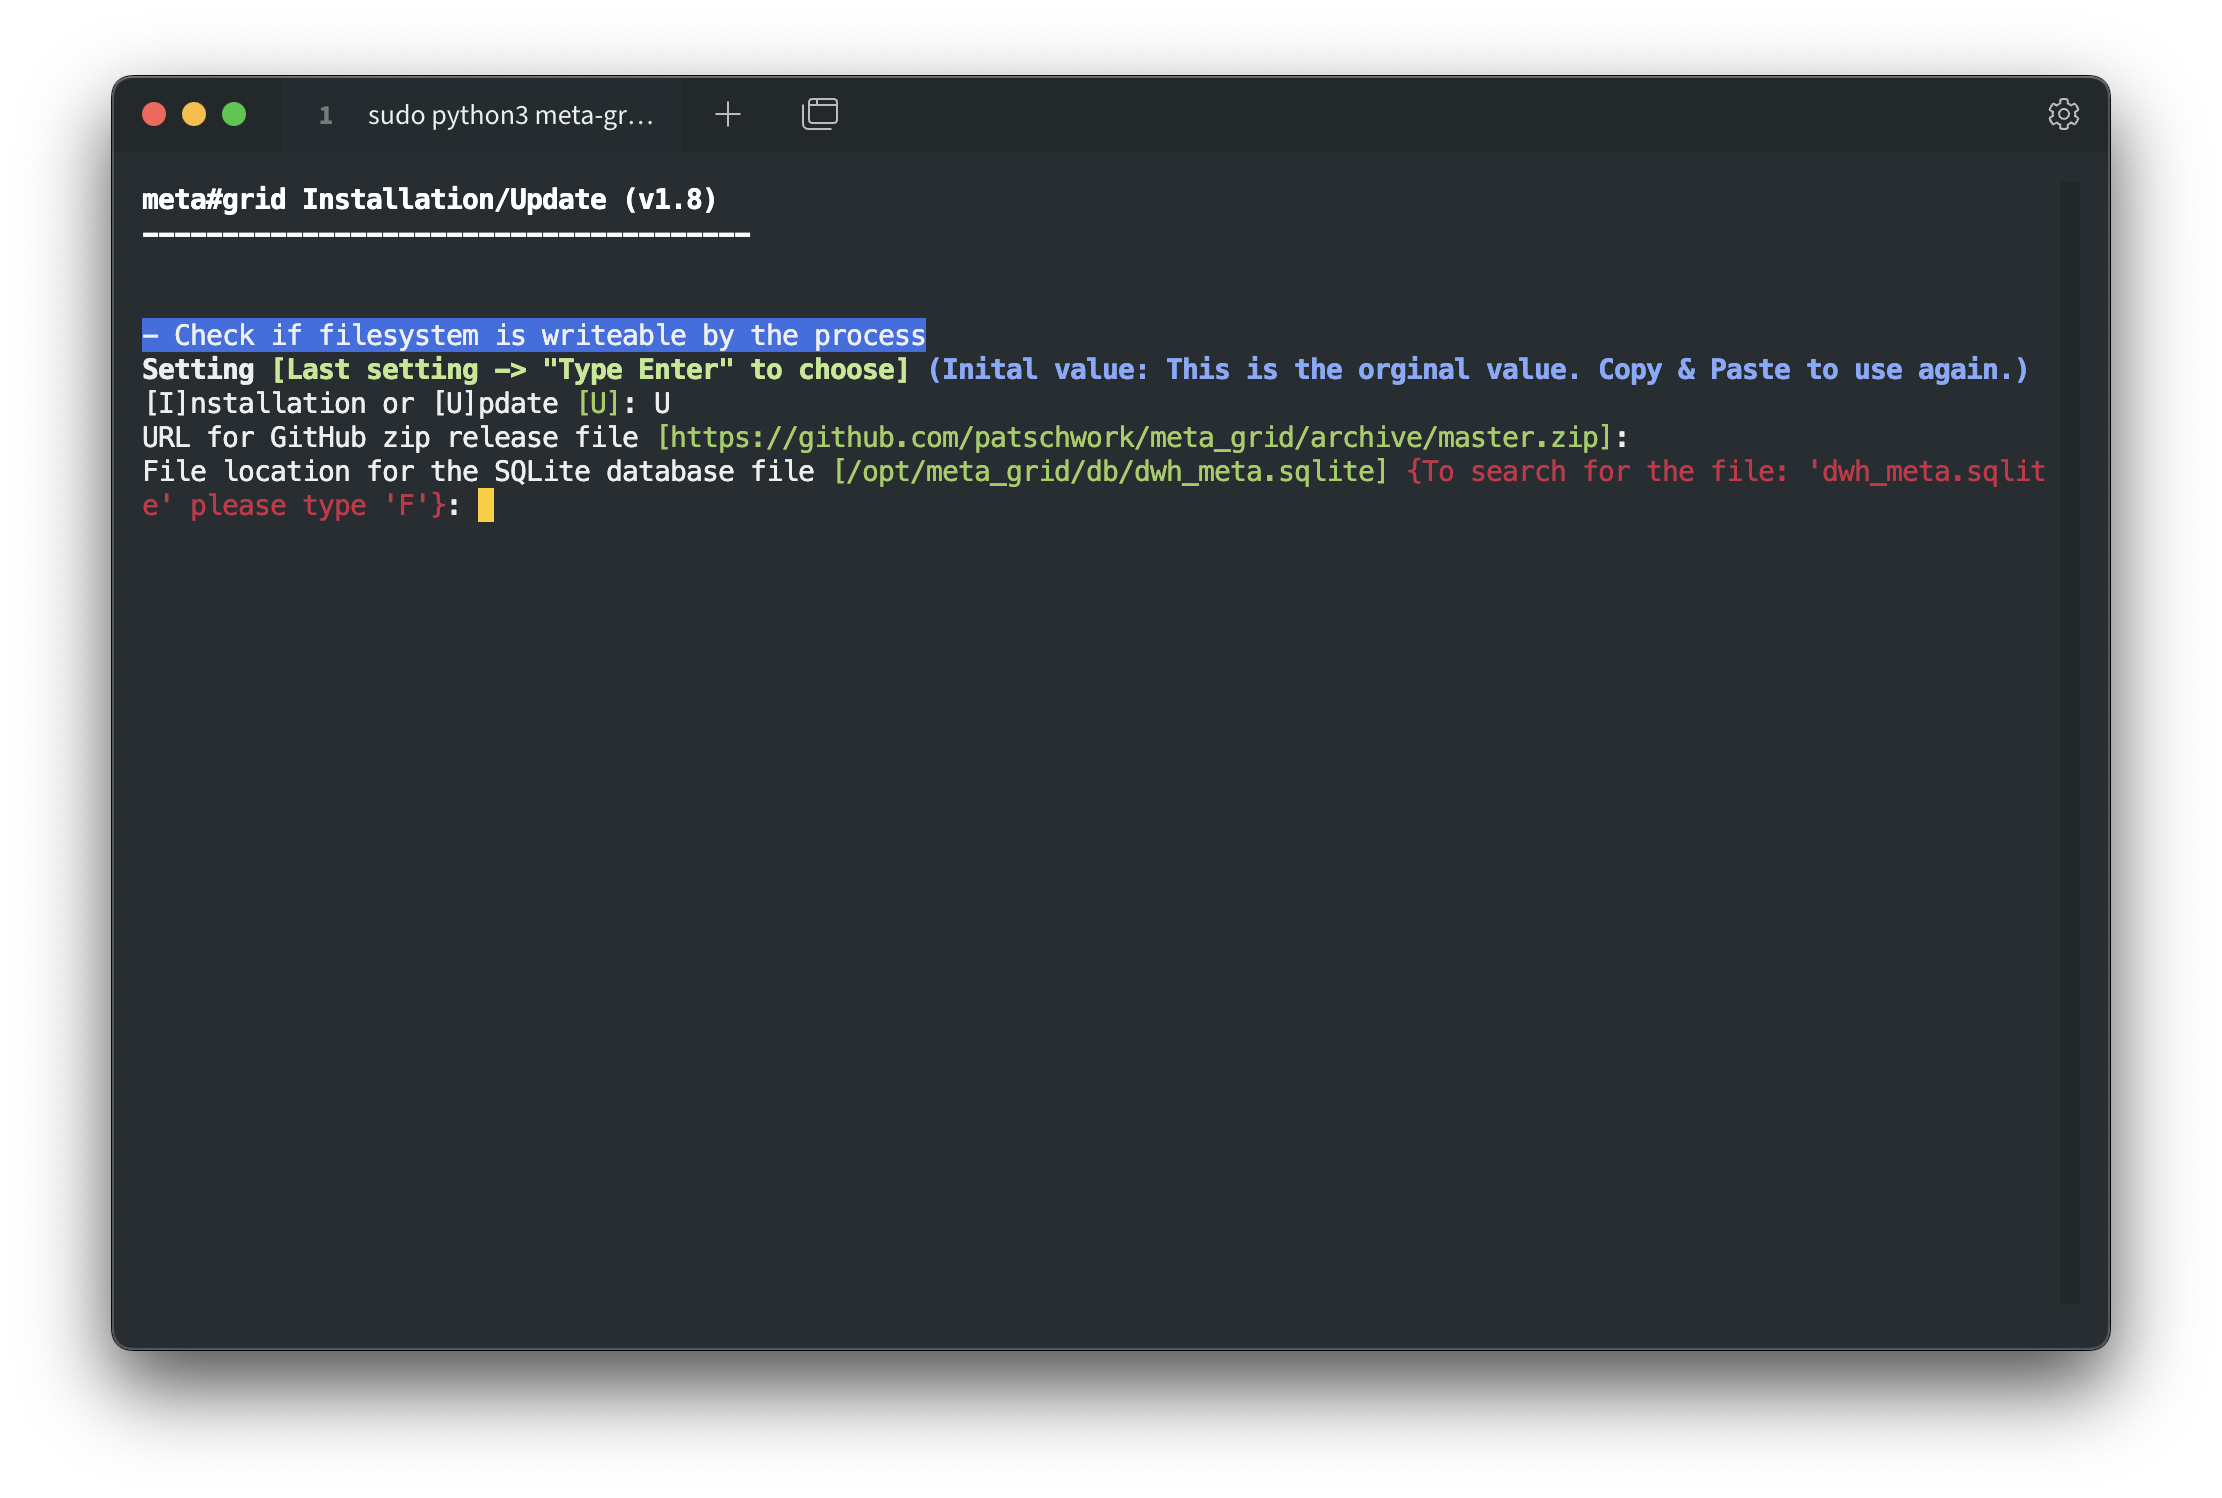 1 sudo python3 meta-gr...
meta#grid Installation/Update (v1.8)
--------------------------------------
- Check if filesystem is writeable by the process
Setting [Last setting -> "Type Enter" to choose] (Inital value: This is the orginal value. Copy & Paste to use again.)
[I]nstallation or [U]pdate [U]: U
URL for GitHub zip release file [https://github.com/patschwork/meta_grid/archive/master.zip]:
File location for the SQLite database file [/opt/meta_grid/db/dwh_meta.sqlite] {To search for the file: 'dwh_meta.sqlit
e' please type 'F'}: